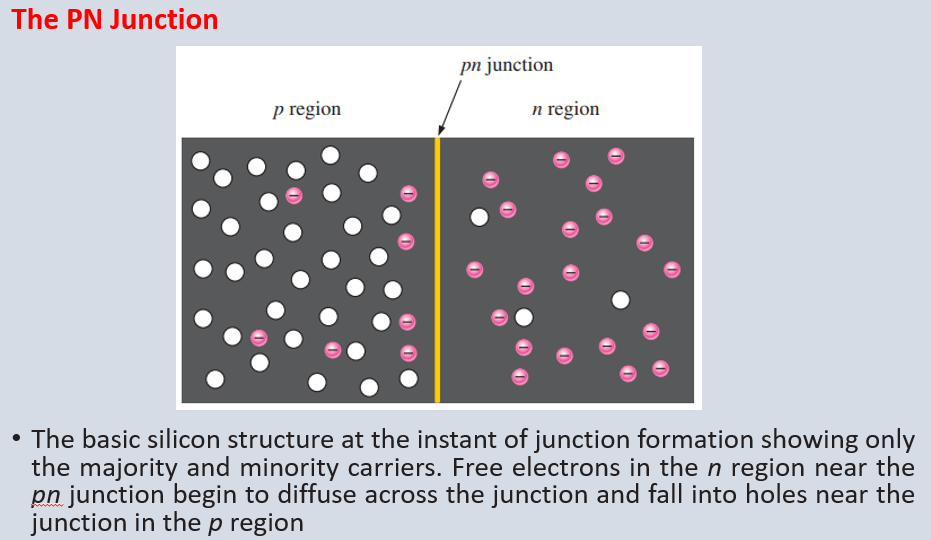 The PN Junction
pn junction
p region
n region
• The basic silicon structure at the instant of junction formation showing only
the majority and minority carriers. Free electrons in the n region near the
pn junction begin to diffuse across the junction and fall into holes near the
junction in the p region